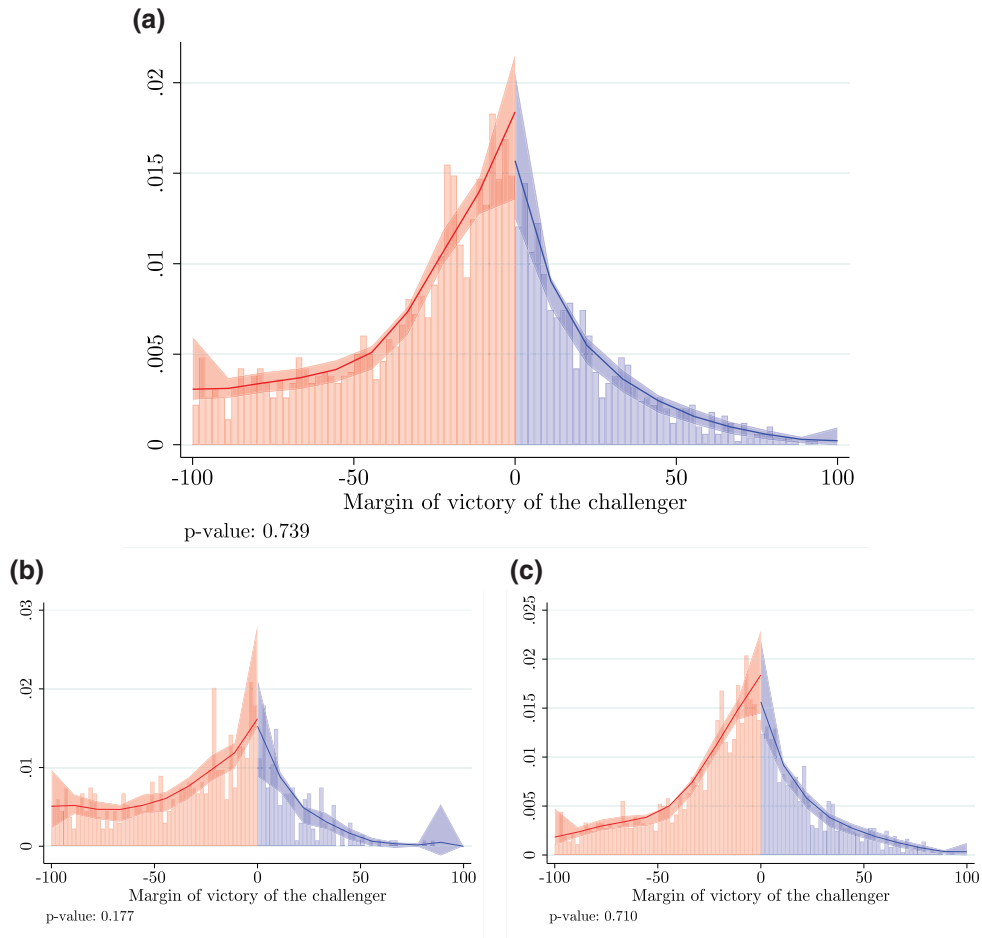 (a)
.02
.015
.01
.005
0
-100 -50 0 50 100
Margin of victory of the challenger
p-value: 0.739
(b)
.03
.02
.01
0
-100 -50 0 50 100
Margin of victory of the challenger
p-value: 0.177
(c)
.025
.02
.015
.01
.005
0
-100 -50 0 50 100
Margin of victory of the challenger
p-value: 0.710